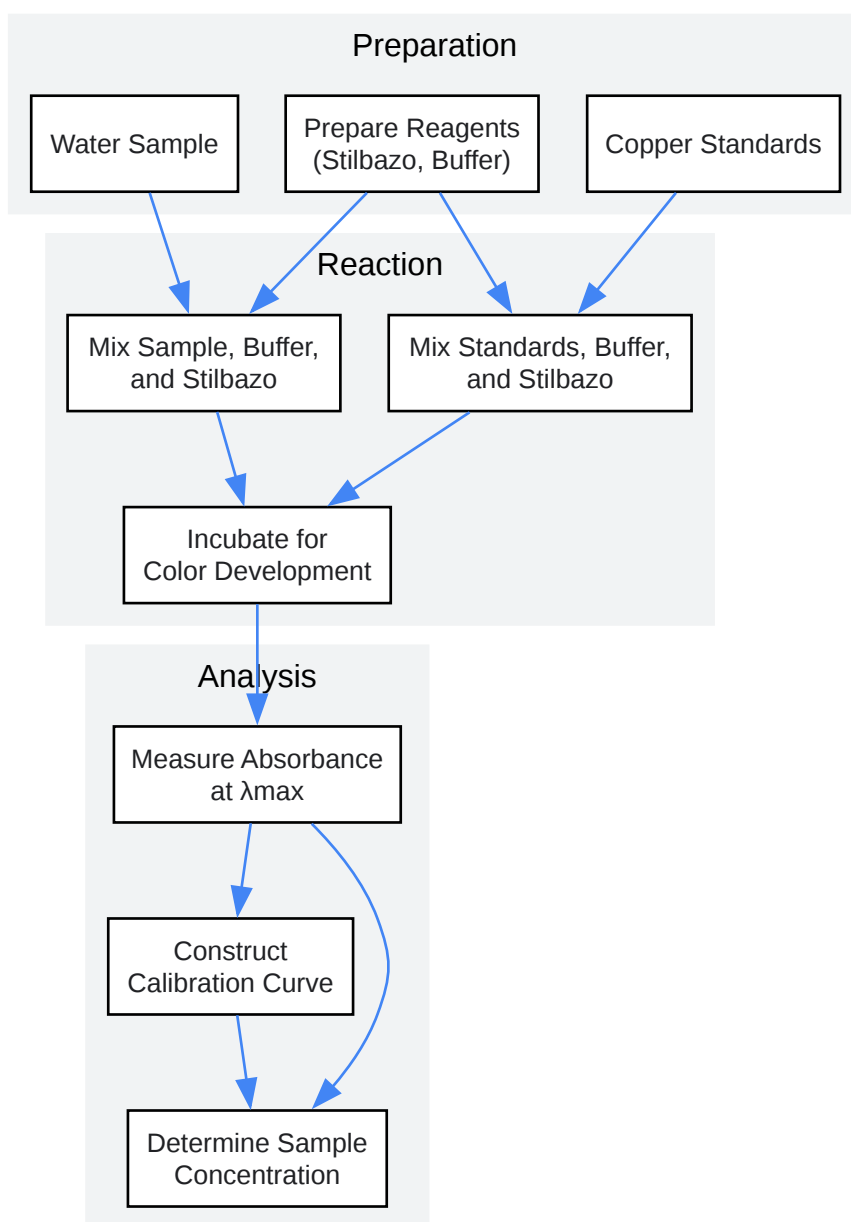 Preparation
Water Sample
Prepare Reagents
(Stilbazo, Buffer)
Copper Standards
Reaction
Mix Sample, Buffer,
and Stilbazo
Mix Standards, Buffer,
and Stilbazo
Incubate for
Color Development
Analysis
Measure Absorbance
at λmax
Construct
Calibration Curve
Determine Sample
Concentration